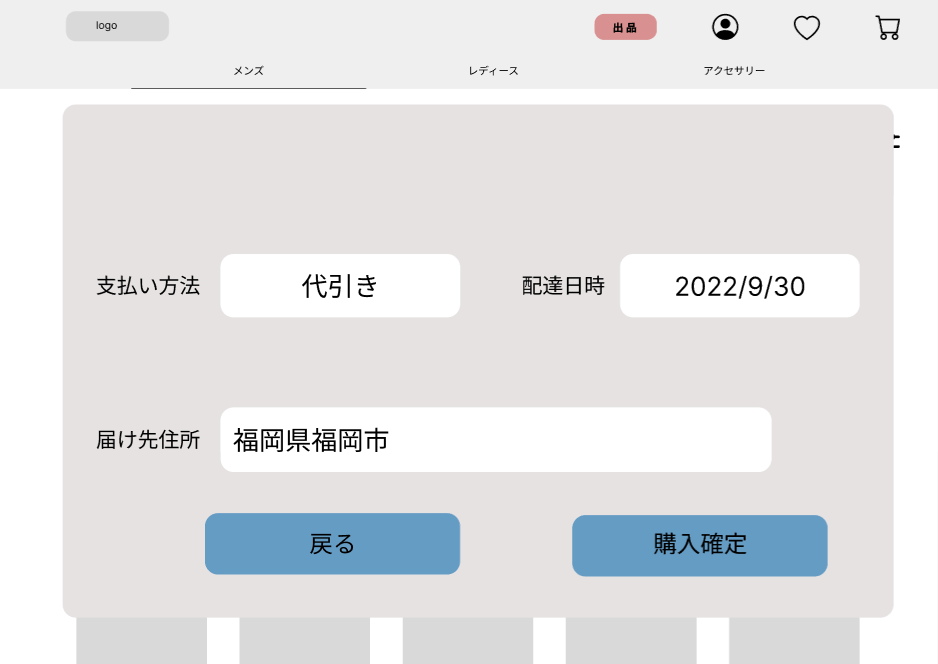 logo
出品
メンズ
レディース
アクセサリー
支払い方法
代引き
配達日時
2022/9/30
届け先住所
福岡県福岡市
戻る
購入確定